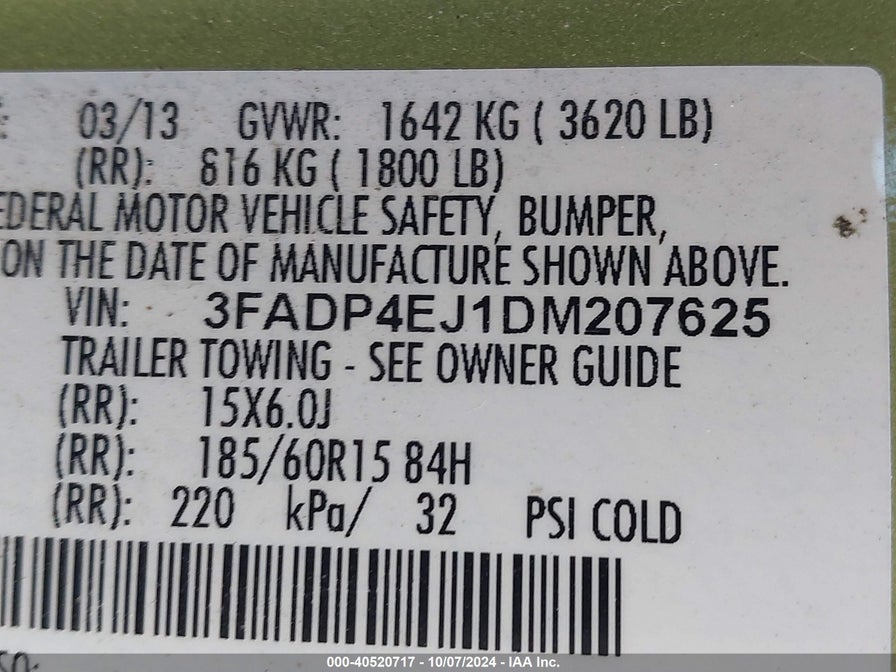 : 03/13 GVWR: 1642 KG ( 3620 LB)
(RR): 816 KG ( 1800 LB)
EDERAL MOTOR VEHICLE SAFETY, BUMPER,
ON THE DATE OF MANUFACTURE SHOWN ABOVE.
VIN: 3FADP4EJ1DM207625
TRAILER TOWING - SEE OWNER GUIDE
(RR): 15X6.0J
(RR): 185/60R15 84H
(RR): 220 kPa/ 32 PSI COLD
000-40520717 - 10/07/2024 - IAA Inc.